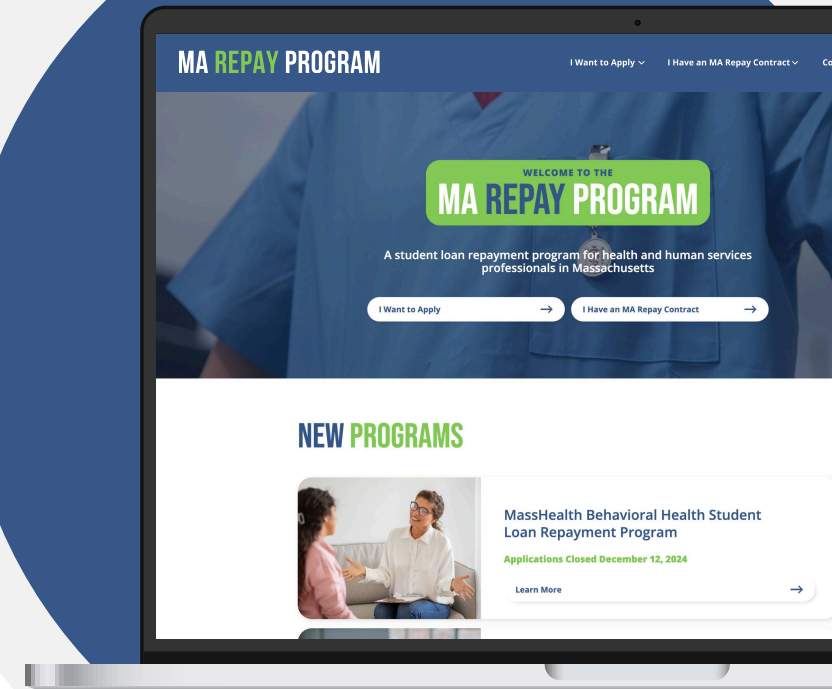 MA REPAY PROGRAM
I Want to Apply
I Have an MA Repay Contract
WELCOME TO THE
MA REPAY PROGRAM
A student loan repayment program for health and human services
professionals in Massachusetts
I Want to Apply
I Have an MA Repay Contract
NEW PROGRAMS
MassHealth Behavioral Health Student
Loan Repayment Program
Applications Closed December 12, 2024
Learn More